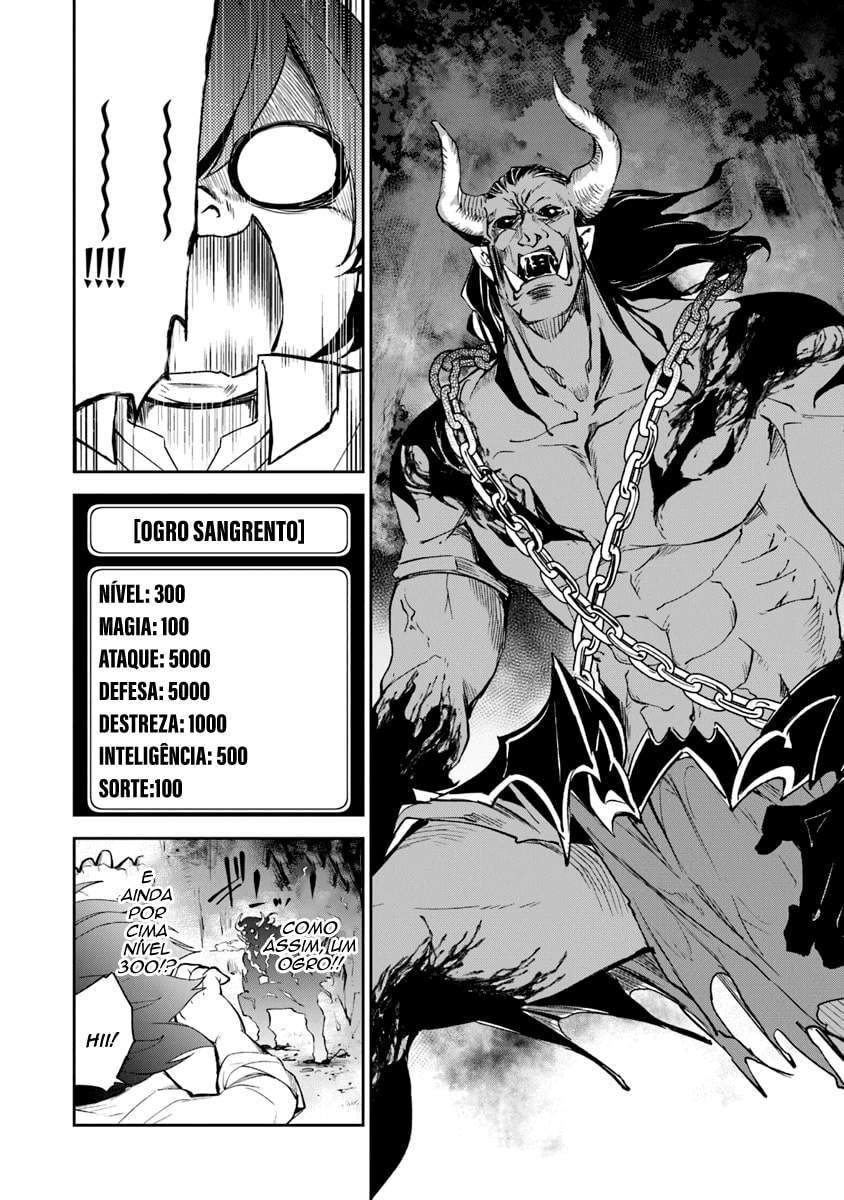 !!!!
[OGRO SANGRENTO]
NÍVEL: 300
MAGIA: 100
ATAQUE: 5000
DEFESA: 5000
DESTREZA: 1000
INTELIGÊNCIA: 500
SORTE:100
COMO
ASSIM, UM
OGRO!!
E
AINDA
POR
CIMA
NÍVEL
300!?
HII!